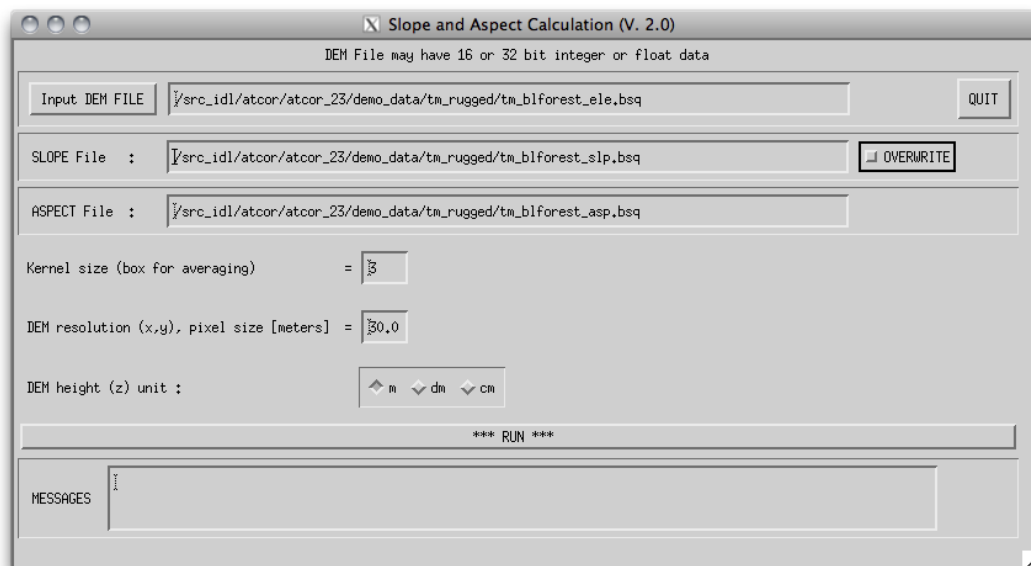 Slope and Aspect Calculation (V. 2.0)
DEM File may have 16 or 32 bit integer or float data
Input DEM FILE /src_idl/atcor/atcor_23/demo_data/tm_rugged/tm_blforest_ele.bsq QUIT
SLOPE File : /src_idl/atcor/atcor_23/demo_data/tm_rugged/tm_blforest_slp.bsq OVERWRITE
ASPECT File : /src_idl/atcor/atcor_23/demo_data/tm_rugged/tm_blforest_asp.bsq
Kernel size (box for averaging) = 3
DEM resolution (x,y), pixel size [meters] = 30.0
DEM height (z) unit : m dm cm
*** RUN ***
MESSAGES